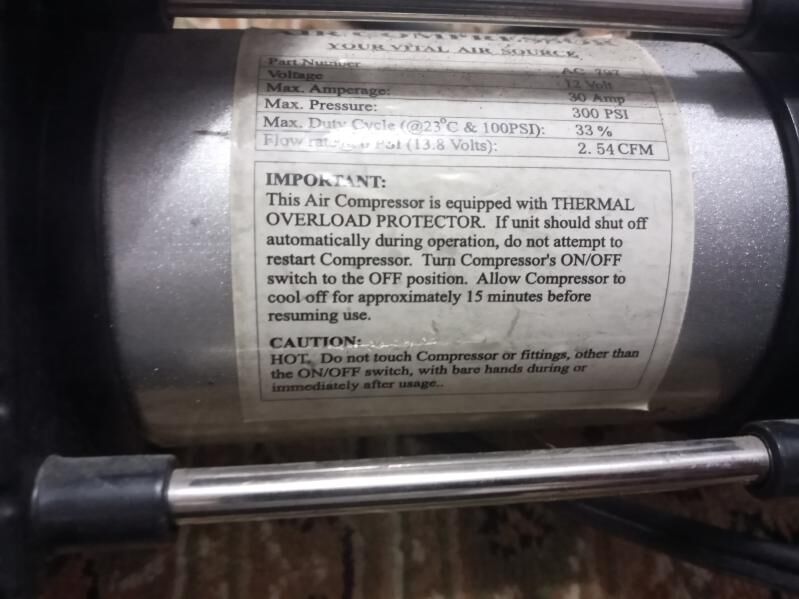 AIR COMPRESSOR
YOUR VITAL AIR SOURCE
Part Number AC 797
Voltage 12 Volt
Max. Amperage: 30 Amp
Max. Pressure: 300 PSI
Max. Duty Cycle (@23°C & 100PSI): 33 %
Flow PSI (13.8 Volts): 2.54 CFM
IMPORTANT:
This Air Compressor is equipped with THERMAL
OVERLOAD PROTECTOR. If unit should shut off
automatically during operation, do not attempt to
restart Compressor. Turn Compressor's ON/OFF
switch to the OFF position. Allow Compressor to
cool off for approximately 15 minutes before
resuming use.
CAUTION:
HOT. Do not touch Compressor or fittings, other than
the ON/OFF switch, with bare hands during or
immediately after usage..